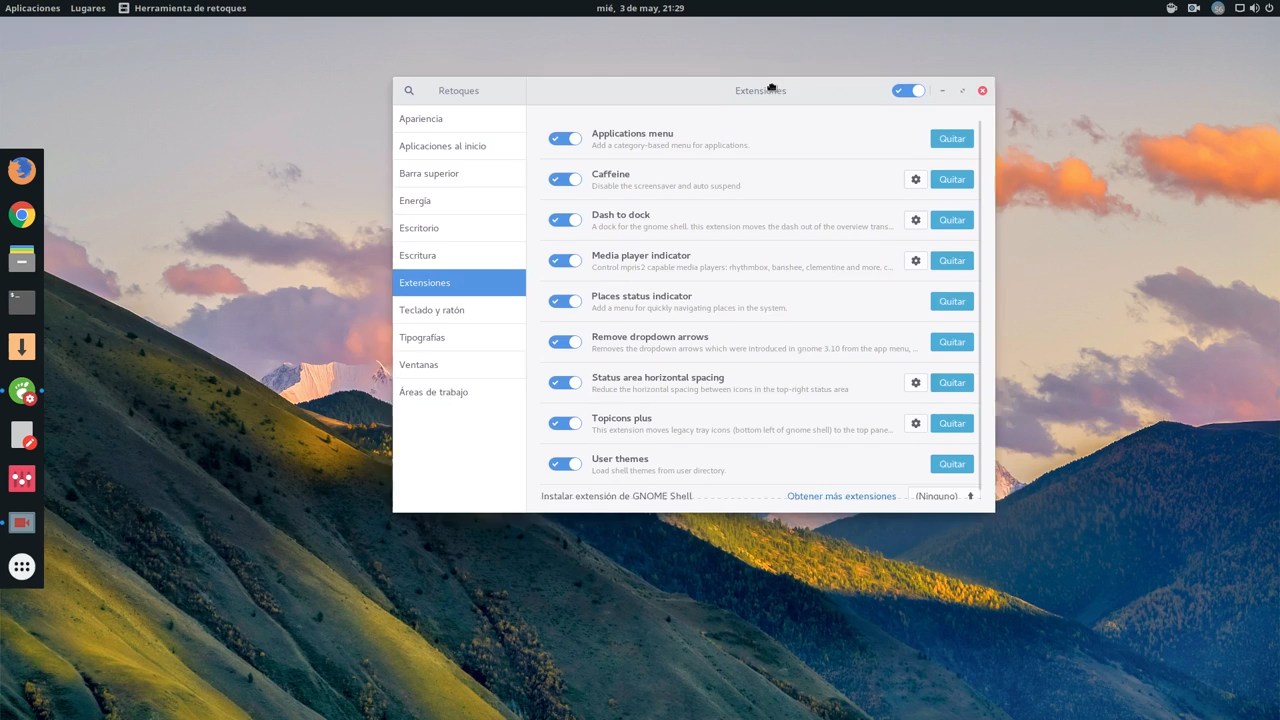 Aplicaciones Lugares Herramienta de retoques mié, 3 de may, 21:29
Retoques Extensiones
Apariencia
Aplicaciones al inicio
Barra superior
Energía
Escritorio
Escritura
Extensiones
Teclado y ratón
Tipografías
Ventanas
Áreas de trabajo
Applications menu
Add a category-based menu for applications.
Quitar
Caffeine
Disable the screensaver and auto suspend
Quitar
Dash to dock
A dock for the gnome shell. this extension moves the dash out of the overview trans...
Quitar
Media player indicator
Control mpris2 capable media players: rhythmbox, banshee, clementine and more. c...
Quitar
Places status indicator
Add a menu for quickly navigating places in the system.
Quitar
Remove dropdown arrows
Removes the dropdown arrows which were introduced in gnome 3.10 from the app menu, ...
Quitar
Status area horizontal spacing
Reduce the horizontal spacing between icons in the top-right status area
Quitar
Topicons plus
This extension moves legacy tray icons (bottom left of gnome shell) to the top pane...
Quitar
User themes
Load shell themes from user directory.
Quitar
Instalar extensión de GNOME Shell Obtener más extensiones (Ninguno)